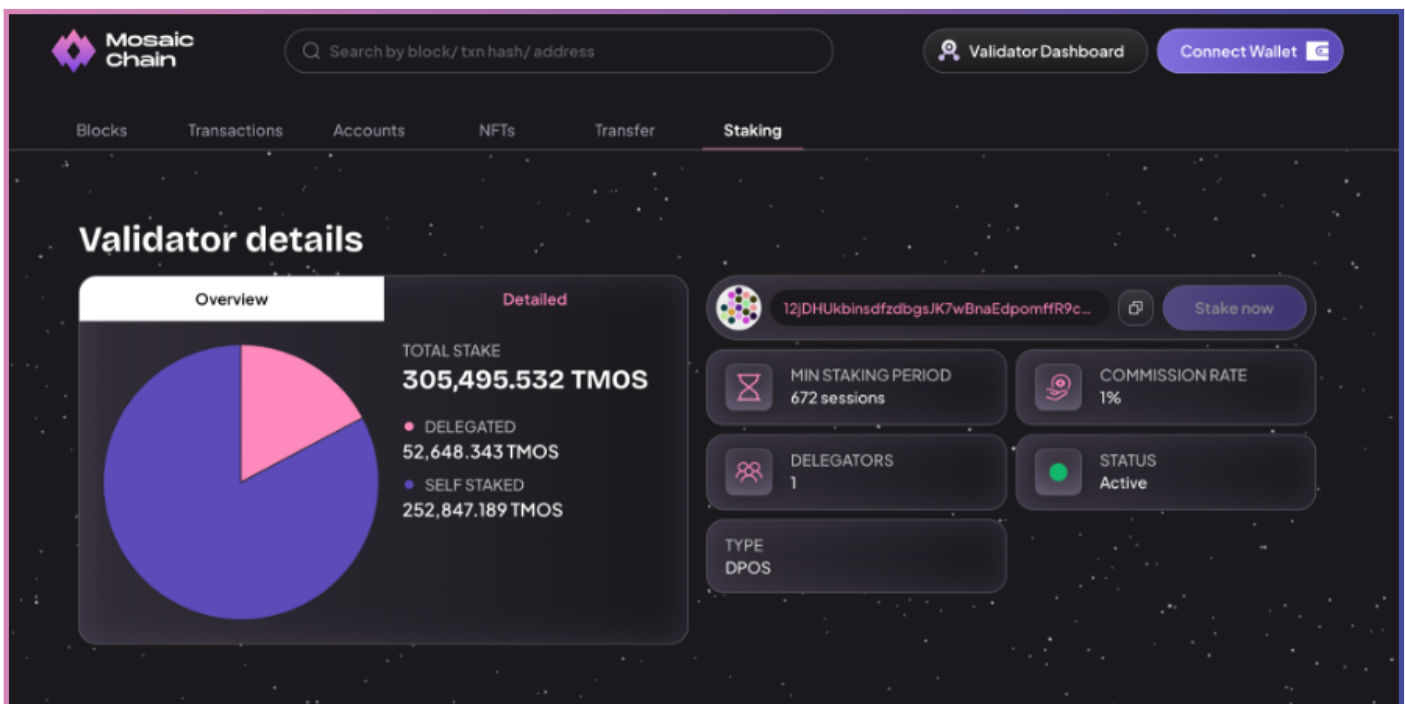 Mosaic
Chain
Search by block/ txn hash/ address
Validator Dashboard
Connect Wallet
Blocks
Transactions
Accounts
NFTs
Transfer
Staking
Validator details
Overview
Detailed
TOTAL STAKE
305,495.532 TMOS
DELEGATED
52,648.343 TMOS
SELF STAKED
252,847.189 TMOS
12jDHUkbinsdfzdbgsJK7wBnaEdpomffR9c...
Stake now
MIN STAKING PERIOD
672 sessions
COMMISSION RATE
1%
DELEGATORS
1
STATUS
Active
TYPE
DPOS